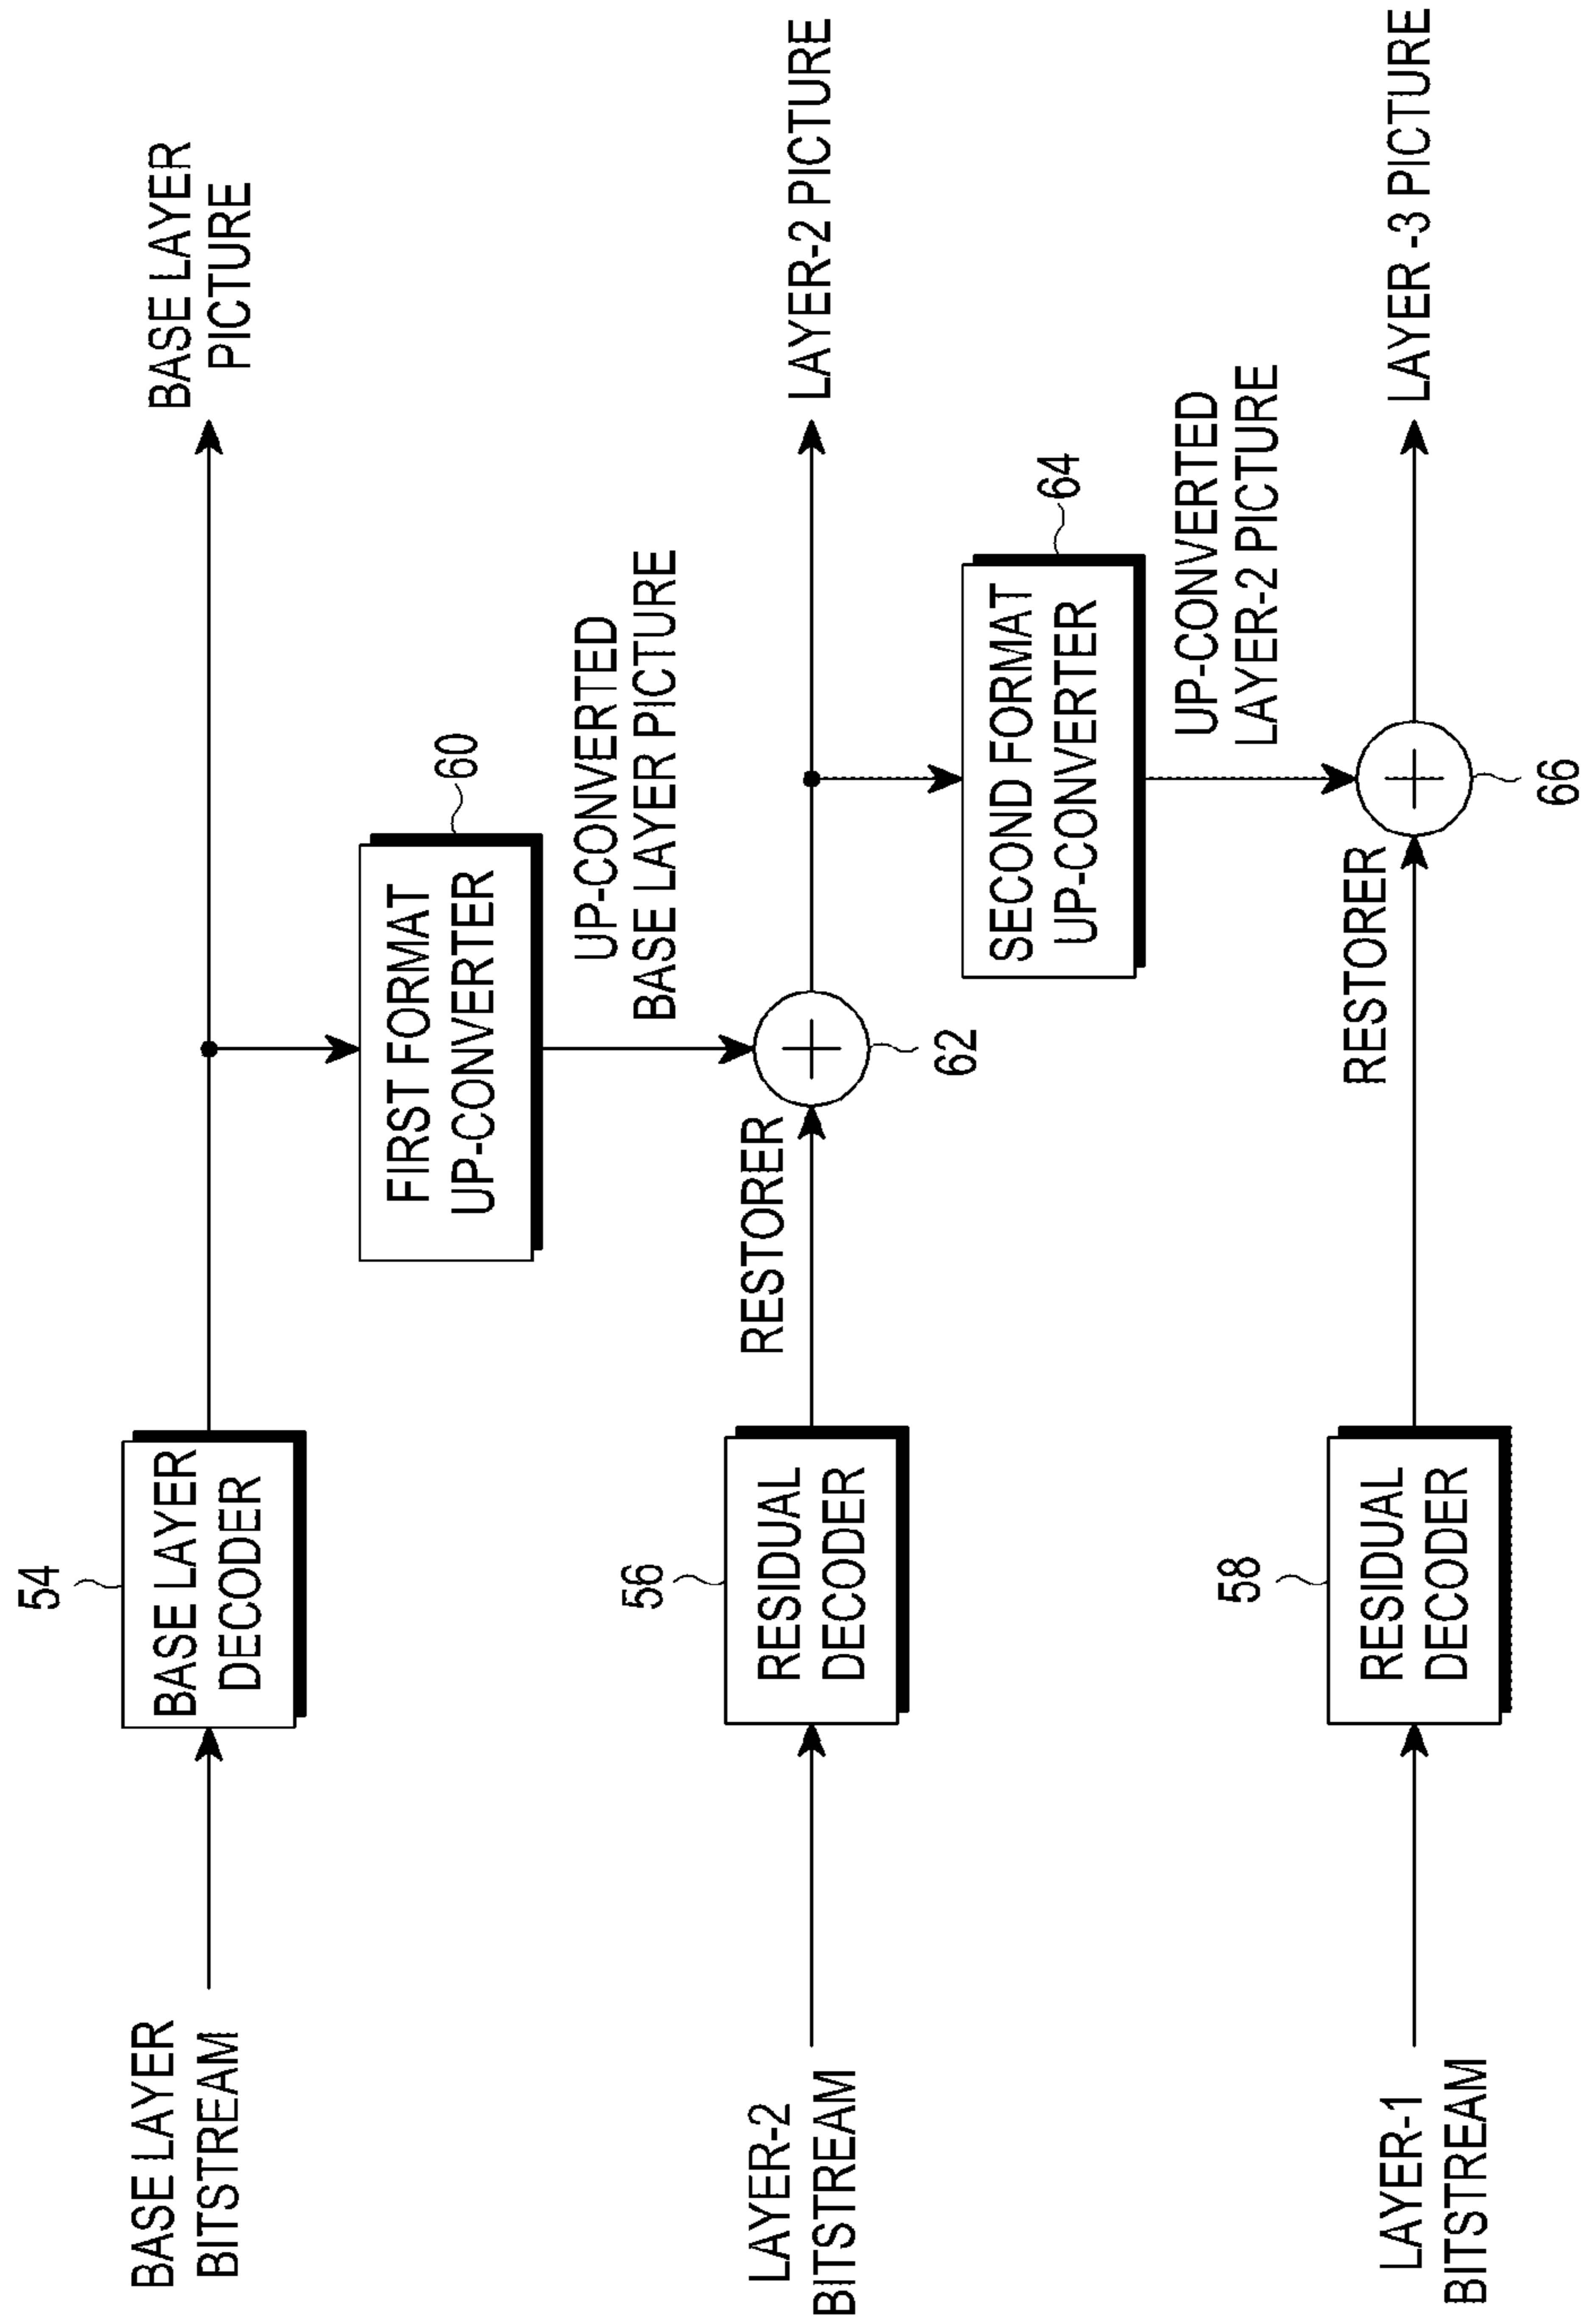 54
BASE LAYER
BITSTREAM
BASE LAYER
DECODER
BASE LAYER
PICTURE
60
FIRST FORMAT
UP-CONVERTER
UP-CONVERTED
BASE LAYER PICTURE
56
LAYER-2
BITSTREAM
RESIDUAL
DECODER
RESTORER
62
LAYER-2 PICTURE
64
SECOND FORMAT
UP-CONVERTER
UP-CONVERTED
LAYER-2 PICTURE
58
LAYER-1
BITSTREAM
RESIDUAL
DECODER
RESTORER
66
LAYER -3 PICTURE